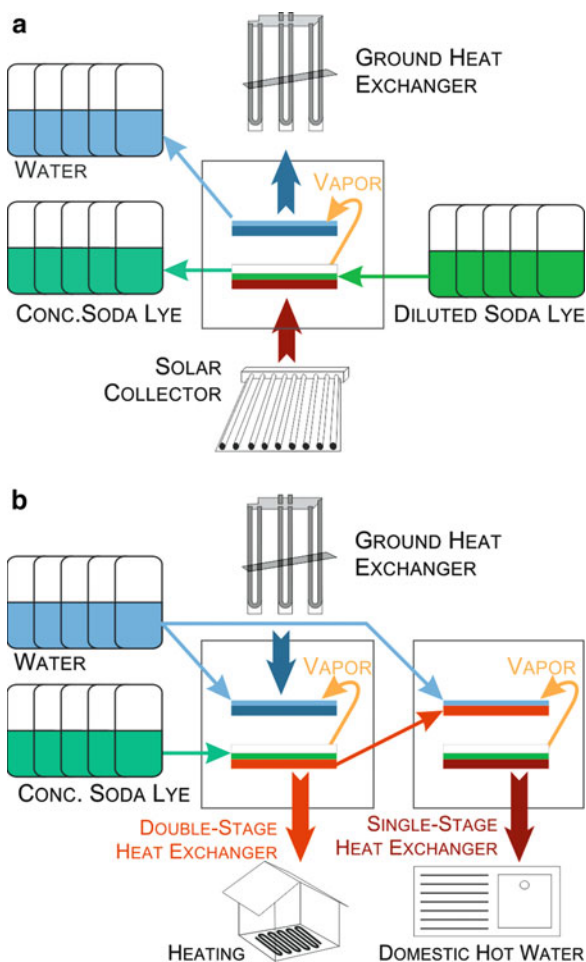 a
GROUND HEAT
EXCHANGER
WATER
VAPOR
CONC.SODA LYE
DILUTED SODA LYE
SOLAR
COLLECTOR
b
GROUND HEAT
EXCHANGER
WATER
VAPOR
VAPOR
CONC. SODA LYE
DOUBLE-STAGE
HEAT EXCHANGER
SINGLE-STAGE
HEAT EXCHANGER
HEATING
DOMESTIC HOT WATER